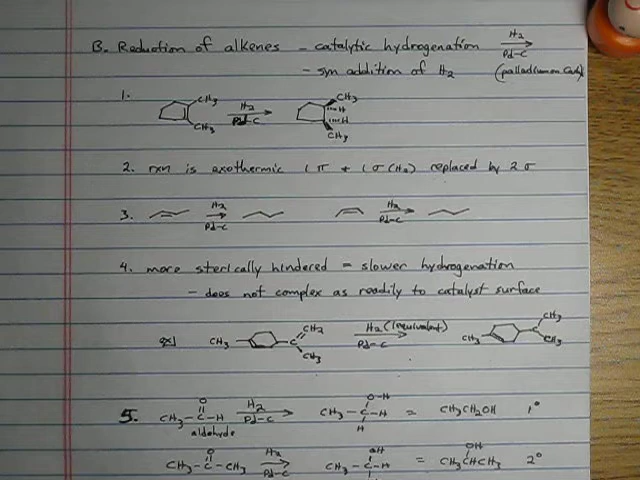 B. Reduction of alkenes - catalytic hydrogenation H2 Pd-C
- syn addition of H2 (palladium on Carb)
1. CH3 CH3 H2 Pd-C CH3 H H CH3
2. rxn is exothermic 1 π + 1 σ (H2) replaced by 2 σ
3. H2 Pd-C H2 Pd-C
4. more sterically hindered = slower hydrogenation
- does not complex as readily to catalyst surface
ex] CH3 C CH2 CH3 H2 (1 equivalent) Pd-C CH3 C CH3 CH3
5. CH3-C-H O H2 Pd-C CH3-C-H O-H H = CH3CH2OH 1°
aldehyde
CH3-C-CH3 O H2 Pd-C CH3-C-H OH = CH3CHCH3 OH 2°